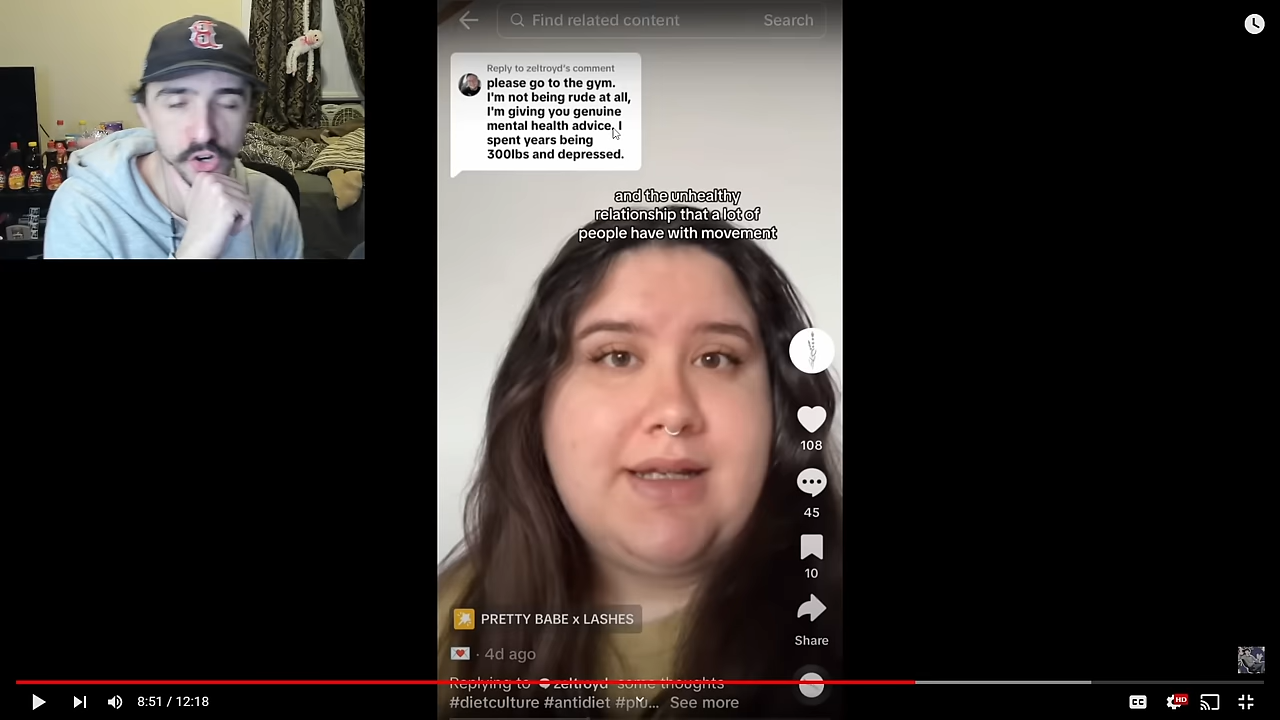 Find related content
Search
Reply to zeltroyd's comment
please go to the gym.
I'm not being rude at all,
I'm giving you genuine
mental health advice. I
spent years being
300lbs and depressed.
and the unhealthy
relationship that a lot of
people have with movement
108
45
10
Share
PRETTY BABE x LASHES
· 4d ago
Replying to zeltroyd some thoughts
#dietculture #antidiet #plu... See more
8:51 / 12:18
CC
HD